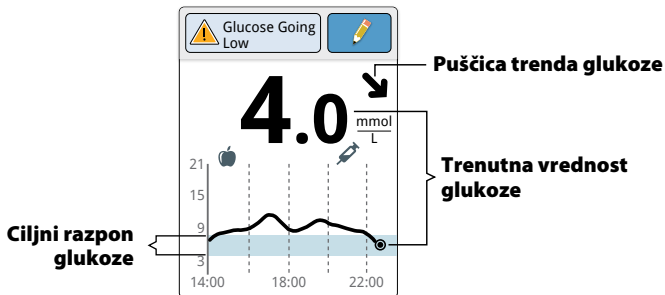 Glucose Going
Low
Puščica trenda glukoze
4.0
mmol
L
Trenutna vrednost
glukoze
21
15
9
3
Ciljni razpon
glukoze
14:00
18:00
22:00